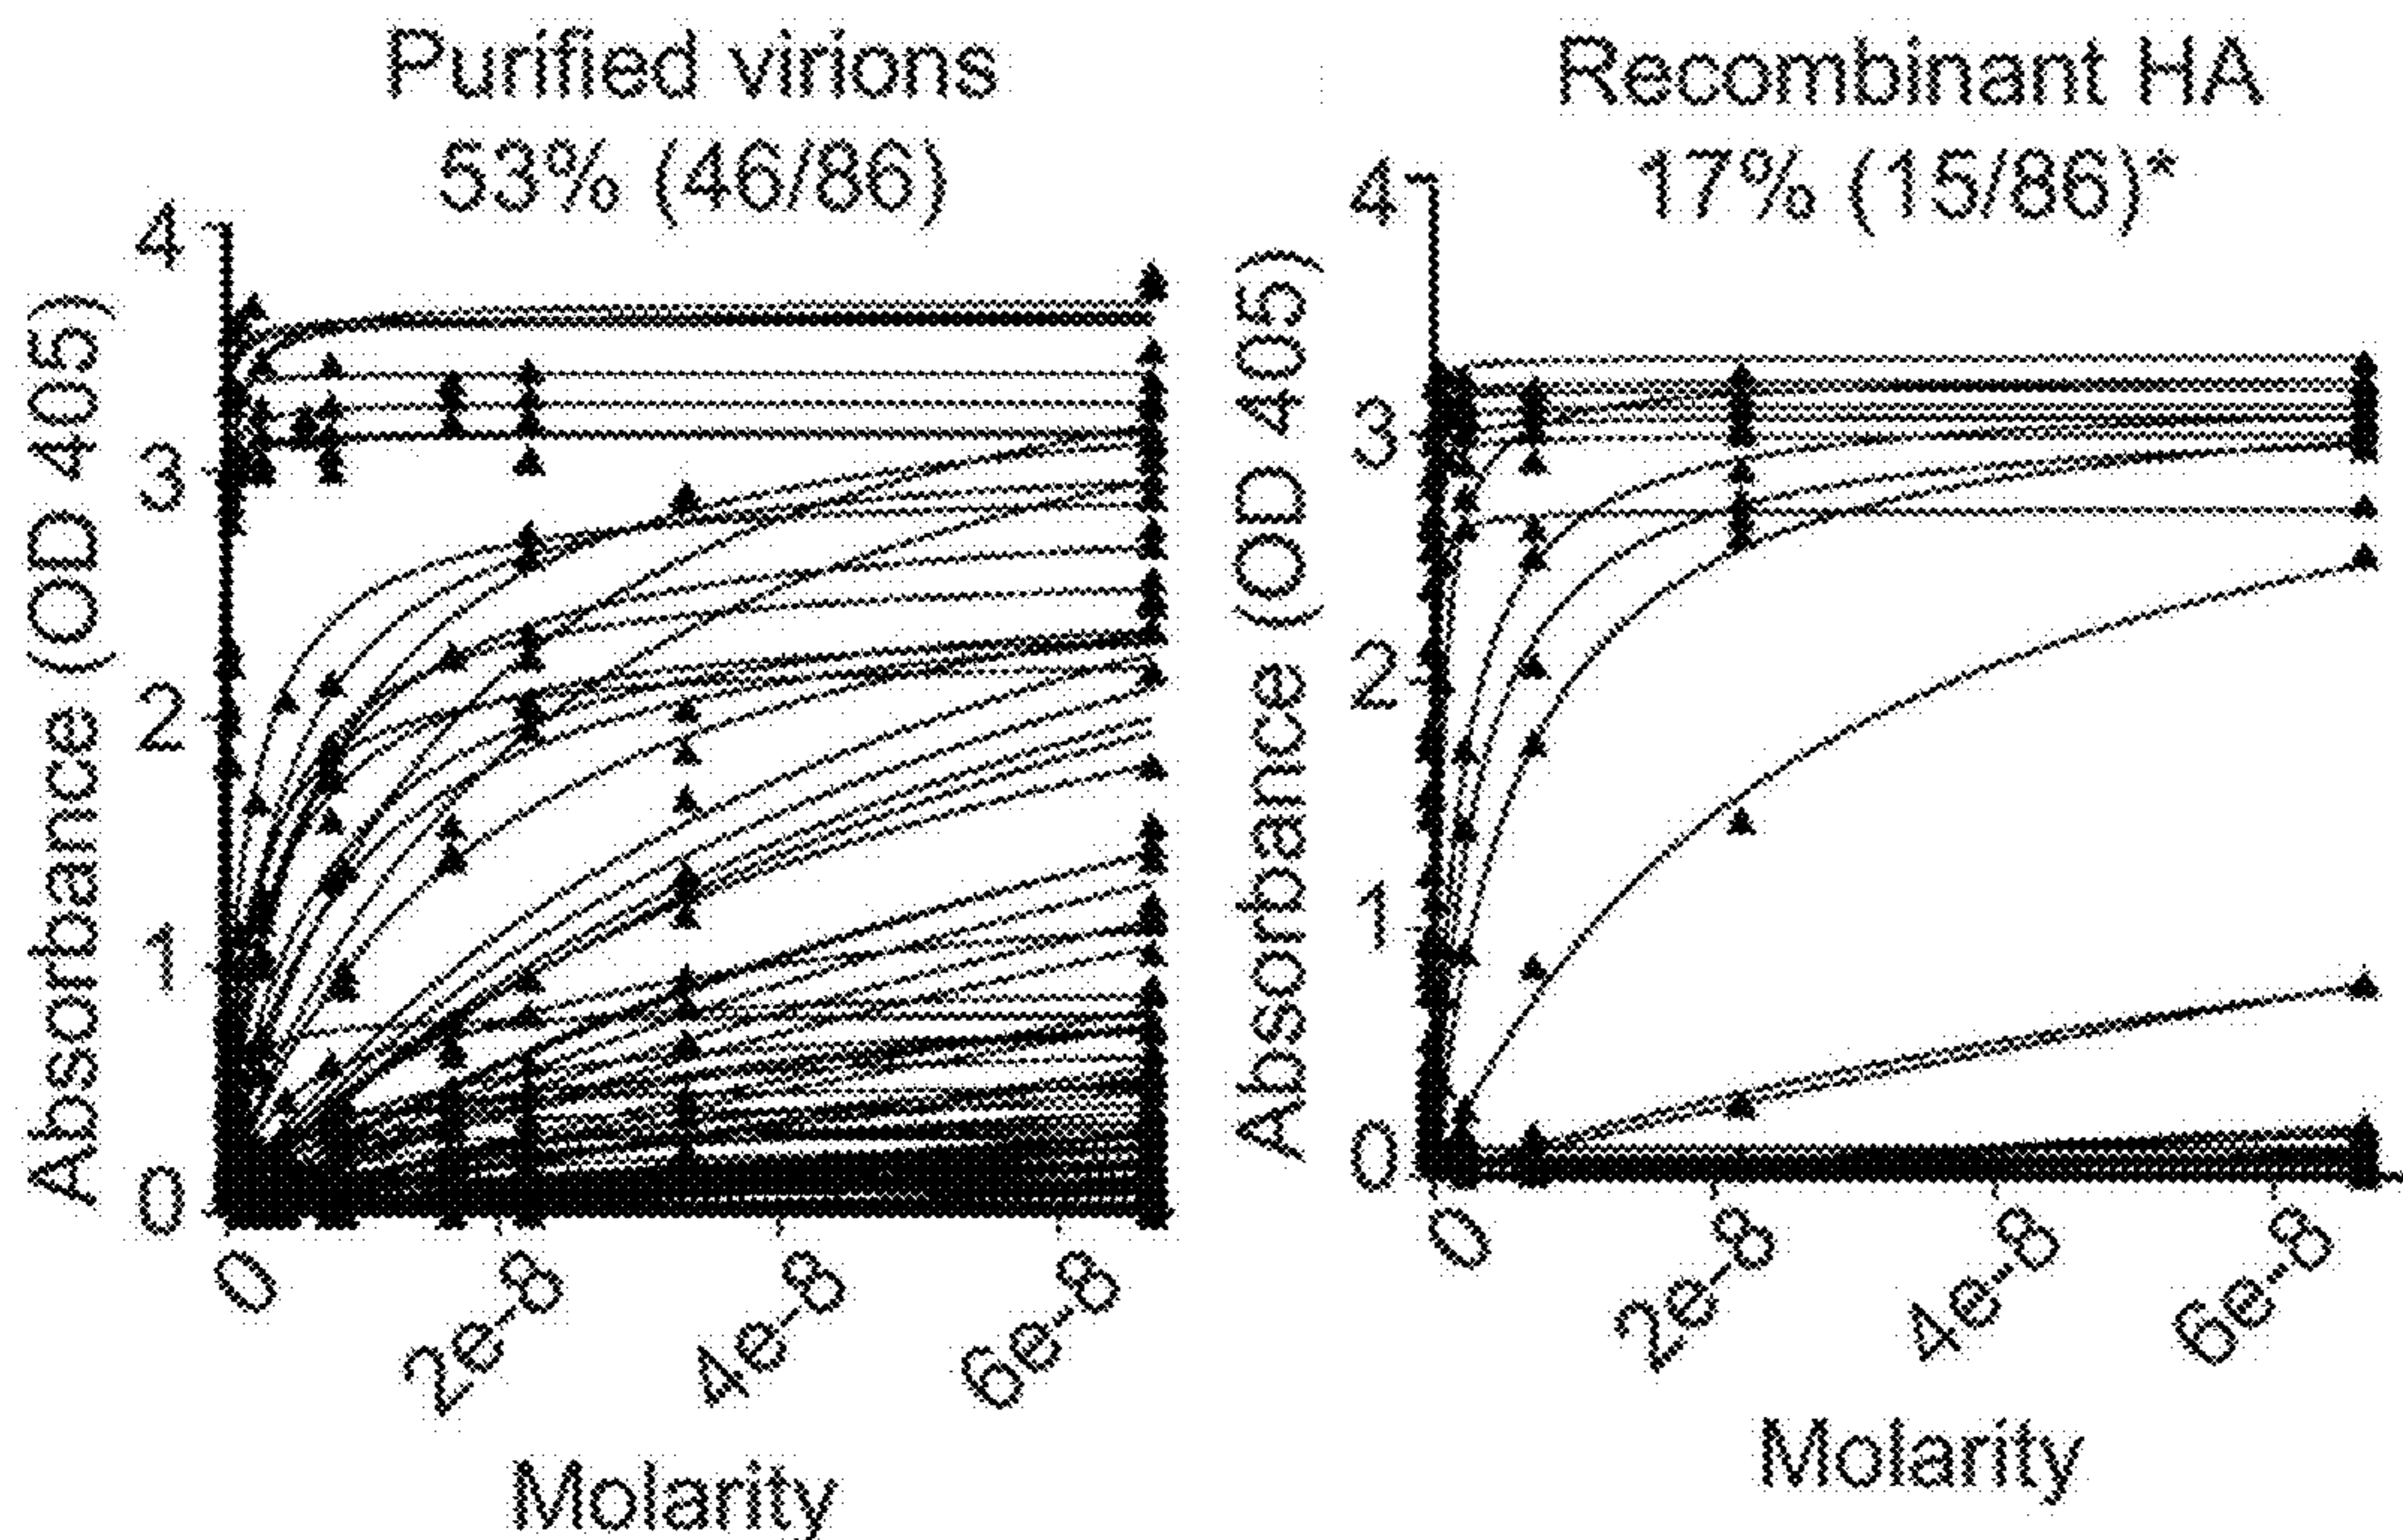 Purified virions
53% (46/86)
Absorbance (OD 405)
4
3
2
1
0
0
2e-8
4e-8
6e-8
Molarity
Recombinant HA
17% (15/86)*
Absorbance (OD 405)
4
3
2
1
0
0
2e-8
4e-8
6e-8
Molarity